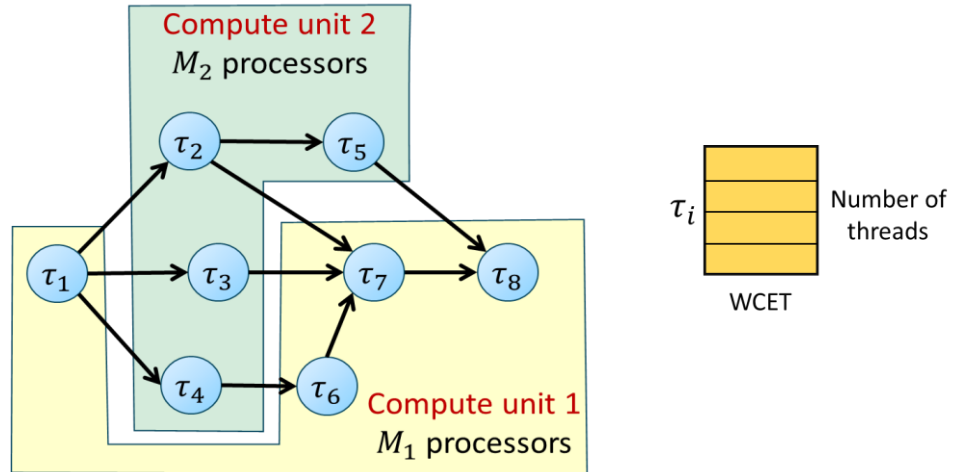 Compute unit 2
M₂ processors
τ₂
τ₅
τ₁
τ₃
τ₇
τ₈
τ₄
τ₆
Compute unit 1
M₁ processors
τᵢ
Number of
threads
WCET